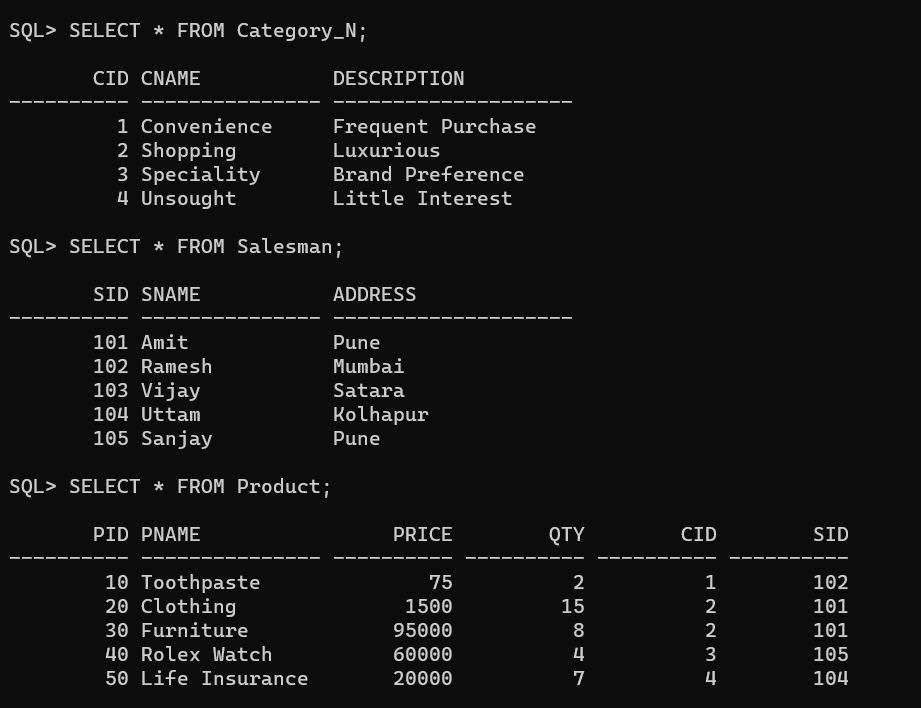 SQL> SELECT * FROM Category_N;
       CID CNAME           DESCRIPTION
---------- --------------- --------------------
         1 Convenience     Frequent Purchase
         2 Shopping        Luxurious
         3 Speciality      Brand Preference
         4 Unsought        Little Interest
SQL> SELECT * FROM Salesman;
       SID SNAME           ADDRESS
---------- --------------- --------------------
       101 Amit            Pune
       102 Ramesh          Mumbai
       103 Vijay           Satara
       104 Uttam           Kolhapur
       105 Sanjay          Pune
SQL> SELECT * FROM Product;
       PID PNAME                PRICE        QTY        CID        SID
---------- --------------- ---------- ---------- ---------- ----------
        10 Toothpaste              75          2          1        102
        20 Clothing              1500         15          2        101
        30 Furniture            95000          8          2        101
        40 Rolex Watch          60000          4          3        105
        50 Life Insurance       20000          7          4        104